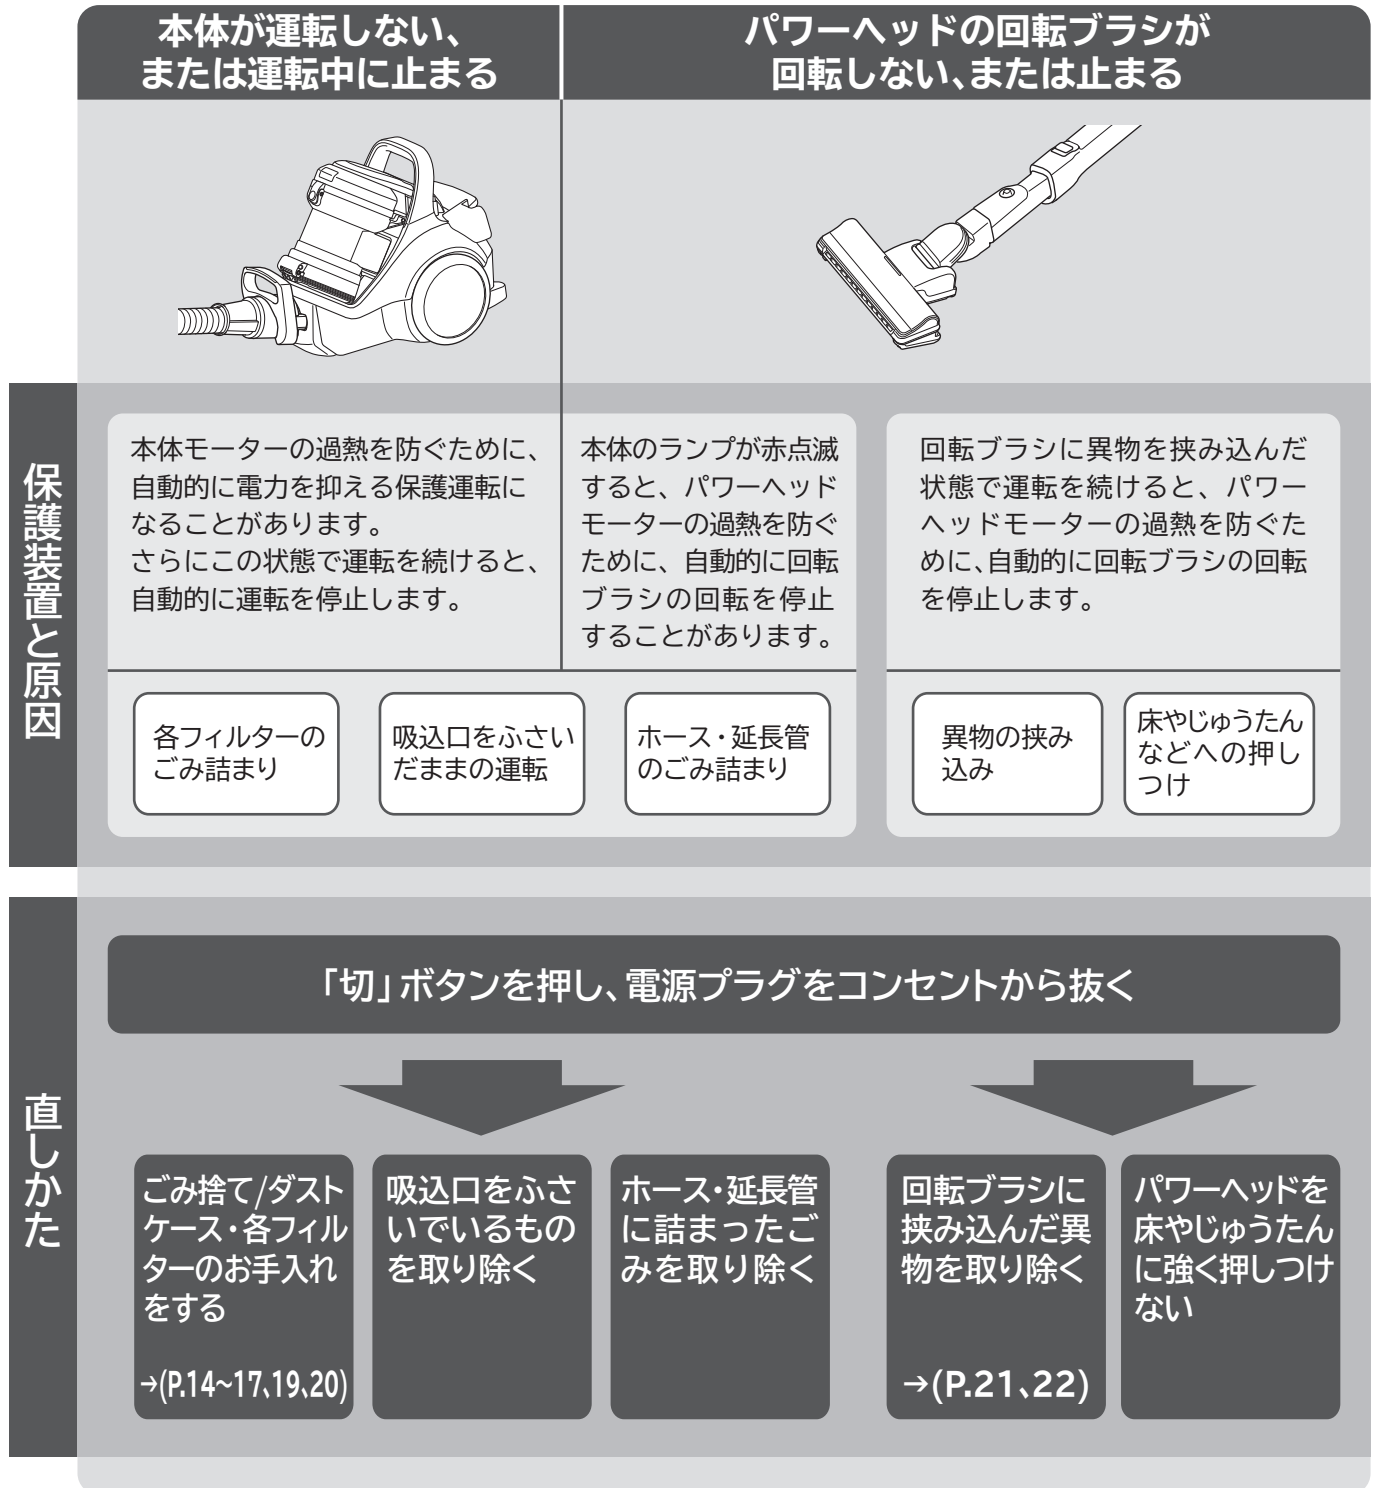 本体が運転しない、
または運転中に止まる
パワーヘッドの回転ブラシが
回転しない、または止まる
保護装置と原因
本体モーターの過熱を防ぐために、
自動的に電力を抑える保護運転に
なることがあります。
さらにこの状態で運転を続けると、
自動的に運転を停止します。
本体のランプが赤点滅
すると、パワーヘッド
モーターの過熱を防ぐ
ために、自動的に回転
ブラシの回転を停止
することがあります。
回転ブラシに異物を挟み込んだ
状態で運転を続けると、パワー
ヘッドモーターの過熱を防ぐた
めに、自動的に回転ブラシの回転
を停止します。
各フィルターの
ごみ詰まり
吸込口をふさい
だままの運転
ホース・延長管
のごみ詰まり
異物の挟み
込み
床やじゅうたん
などへの押し
つけ
直しかた
「切」ボタンを押し、電源プラグをコンセントから抜く
ごみ捨て/ダスト
ケース・各フィル
ターのお手入れ
をする
→(P.14~17、19、20)
吸込口をふさ
いでいるもの
を取り除く
ホース・延長管
に詰まったご
みを取り除く
回転ブラシに
挟み込んだ異
物を取り除く
→(P.21、22)
パワーヘッドを
床やじゅうたん
に強く押しつけ
ない